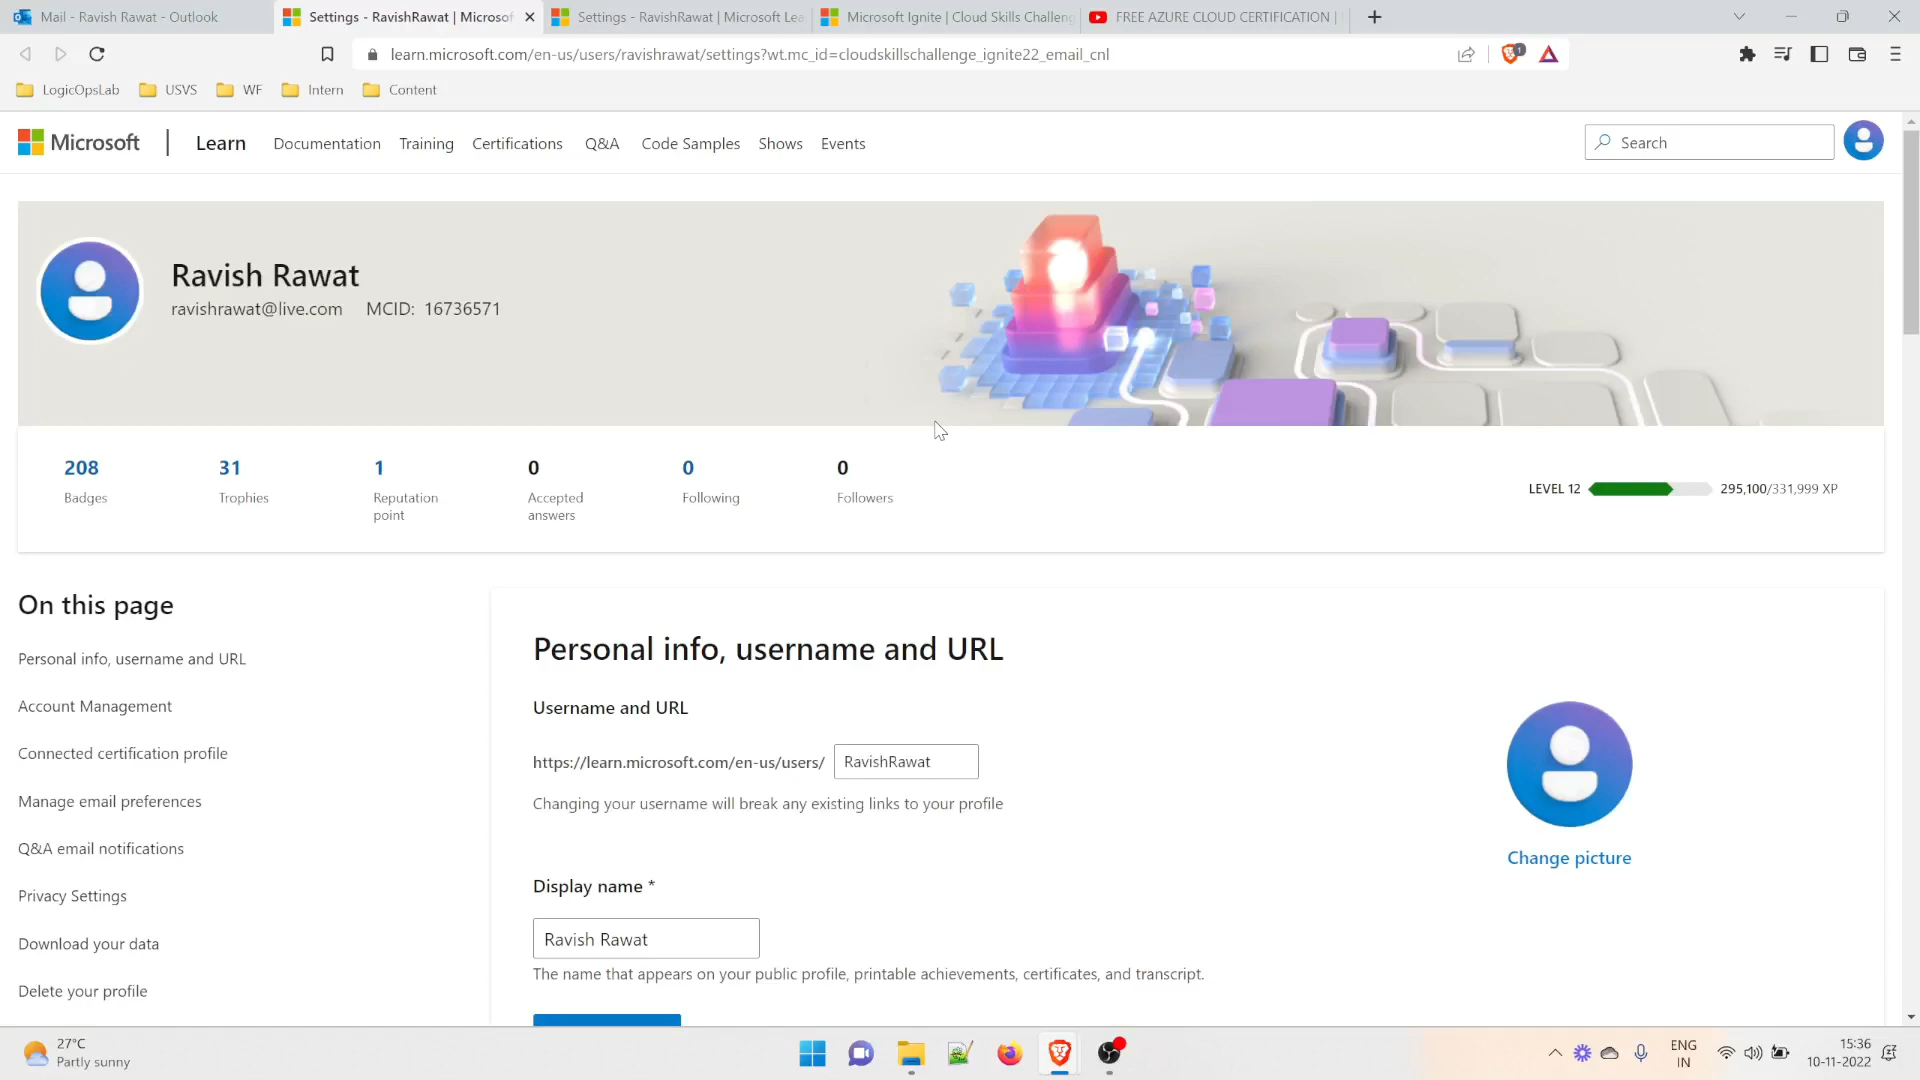 Mail - Ravish Rawat - Outlook
Settings - RavishRawat | Microsof
Settings - RavishRawat | Microsoft Lea
Microsoft Ignite | Cloud Skills Challeng
FREE AZURE CLOUD CERTIFICATION |
learn.microsoft.com/en-us/users/ravishrawat/settings?wt.mc_id=cloudskillschallenge_ignite22_email_cnl
1
LogicOpsLab
USVS
WF
Intern
Content
Microsoft
Learn
Documentation
Training
Certifications
Q&A
Code Samples
Shows
Events
Search
Ravish Rawat
ravishrawat@live.com MCID: 16736571
208
31
1
0
0
0
Badges
Trophies
Reputation
point
Accepted
answers
Following
Followers
LEVEL 12
295,100/331,999 XP
On this page
Personal info, username and URL
Account Management
Connected certification profile
Manage email preferences
Q&A email notifications
Privacy Settings
Download your data
Delete your profile
Personal info, username and URL
Username and URL
https://learn.microsoft.com/en-us/users/ RavishRawat
Changing your username will break any existing links to your profile
Change picture
Display name *
Ravish Rawat
The name that appears on your public profile, printable achievements, certificates, and transcript.
27°C
Partly sunny
ENG
IN
15:36
10-11-2022